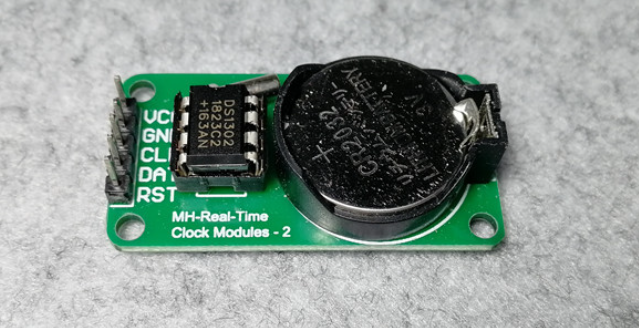 VC
GN
CL
DA
RST
DS1302
1823C2
+163AN
MH-Real-Time
Clock Modules - 2
+
CR2032
3V